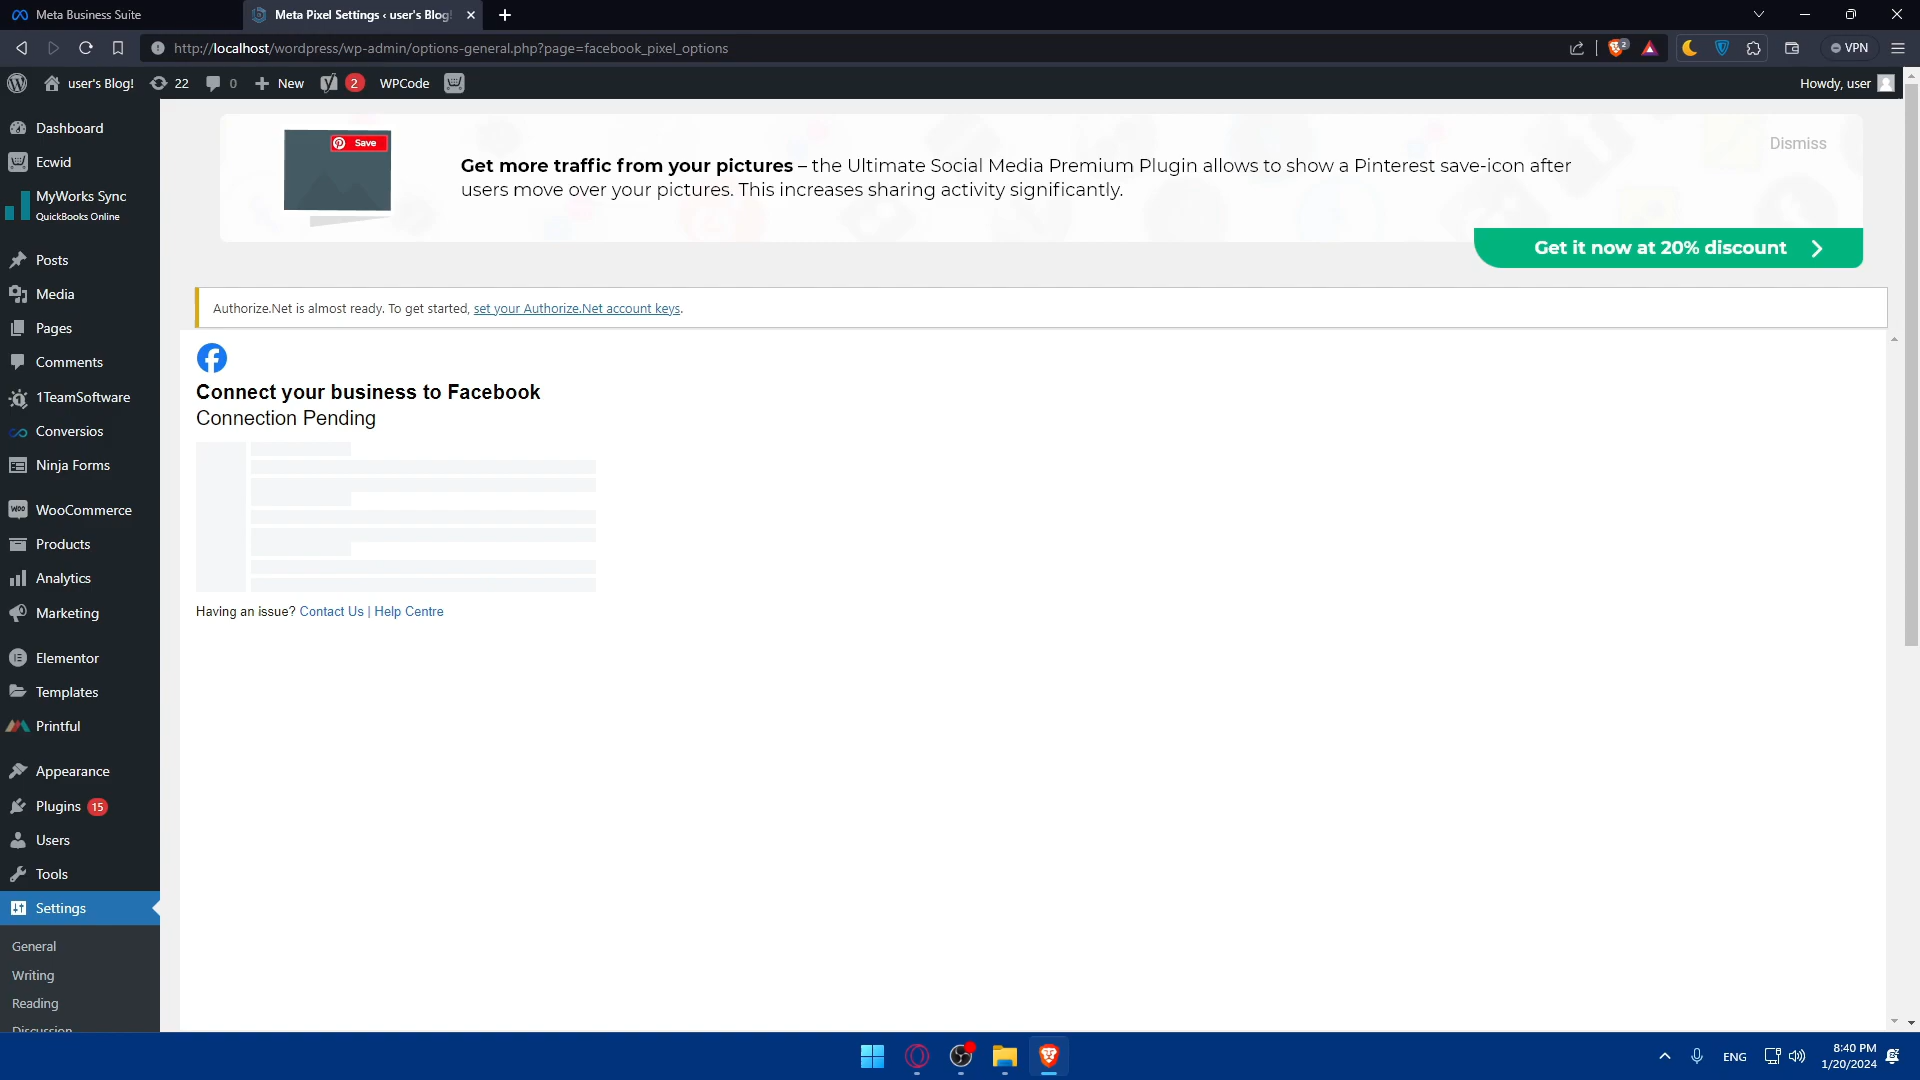 Meta Business Suite
Meta Pixel Settings ‹ user's Blog!
http://localhost/wordpress/wp-admin/options-general.php?page=facebook_pixel_options
2
VPN
user's Blog!
22
0
New
2
WPCode
Howdy, user
Dashboard
Ecwid
MyWorks Sync
QuickBooks Online
Posts
Media
Pages
Comments
1TeamSoftware
Conversios
Ninja Forms
WooCommerce
Products
Analytics
Marketing
Elementor
Templates
Printful
Appearance
Plugins 15
Users
Tools
Settings
General
Writing
Reading
Discussion
Save
Get more traffic from your pictures – the Ultimate Social Media Premium Plugin allows to show a Pinterest save-icon after
users move over your pictures. This increases sharing activity significantly.
Dismiss
Get it now at 20% discount
Authorize.Net is almost ready. To get started, set your Authorize.Net account keys.
Connect your business to Facebook
Connection Pending
Having an issue? Contact Us | Help Centre
ENG
8:40 PM
1/20/2024